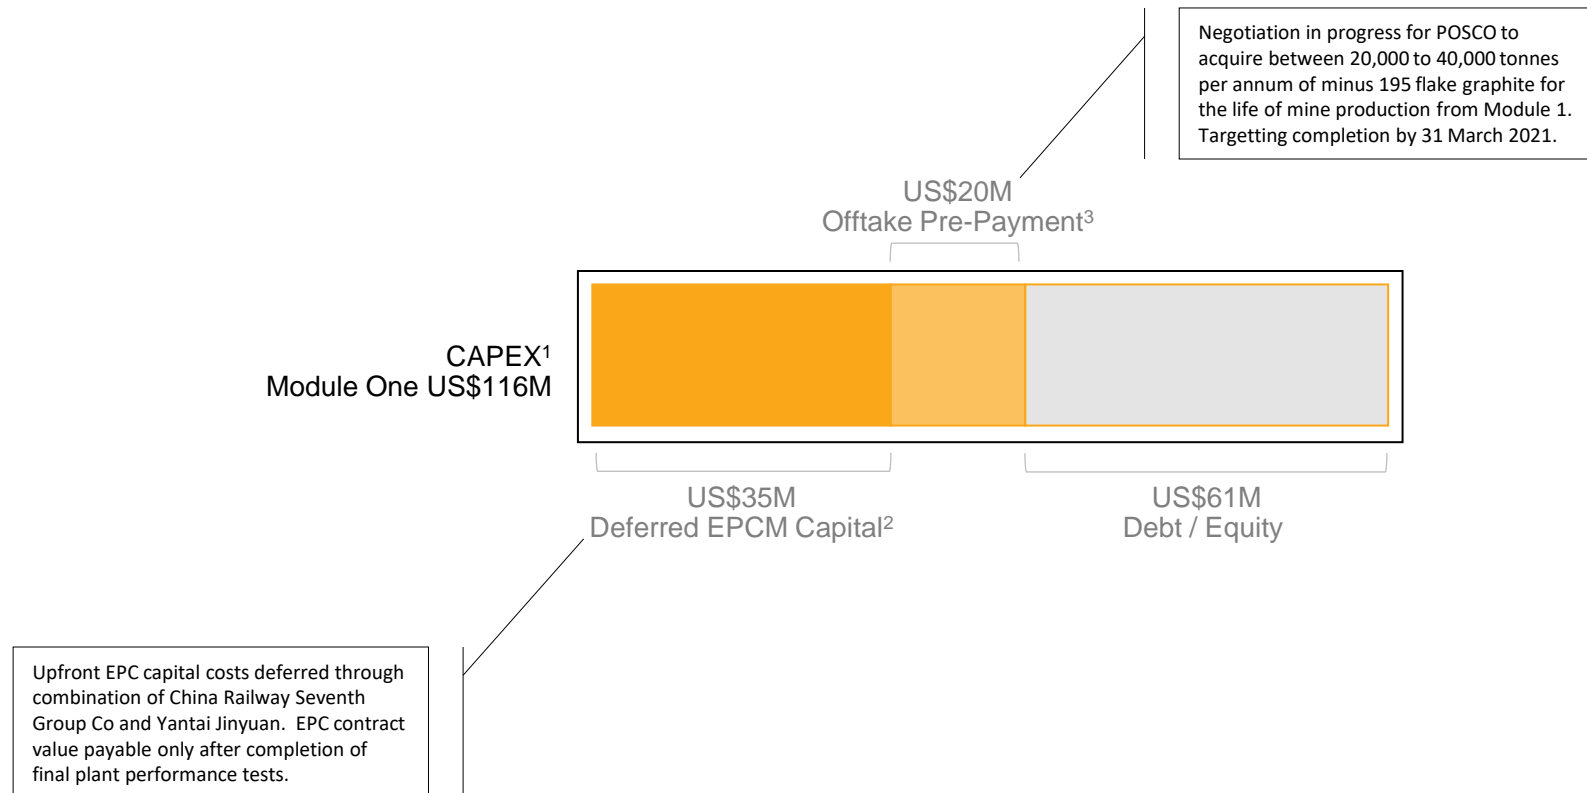 Negotiation in progress for POSCO to
acquire between 20,000 to 40,000 tonnes
per annum of minus 195 flake graphite for
the life of mine production from Module 1.
Targetting completion by 31 March 2021.
US$20M
Offtake Pre-Payment³
CAPEX¹
Module One US$116M
US$35M
Deferred EPCM Capital²
US$61M
Debt / Equity
Upfront EPC capital costs deferred through
combination of China Railway Seventh
Group Co and Yantai Jinyuan. EPC contract
value payable only after completion of
final plant performance tests.